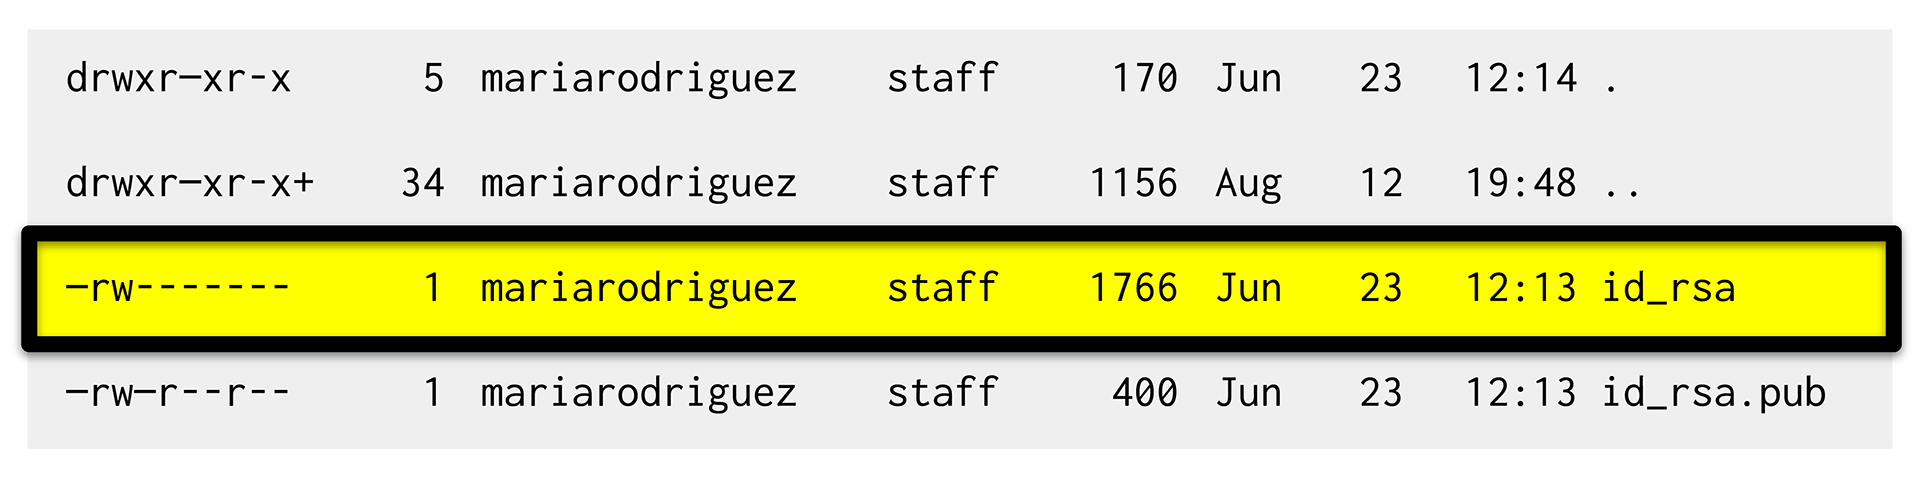 drwxr—xr-x 5 mariarodriguez staff 170 Jun 23 12:14 .
drwxr—xr-x+ 34 mariarodriguez staff 1156 Aug 12 19:48 ..
—rw------- 1 mariarodriguez staff 1766 Jun 23 12:13 id_rsa
—rw—r--r-- 1 mariarodriguez staff 400 Jun 23 12:13 id_rsa.pub